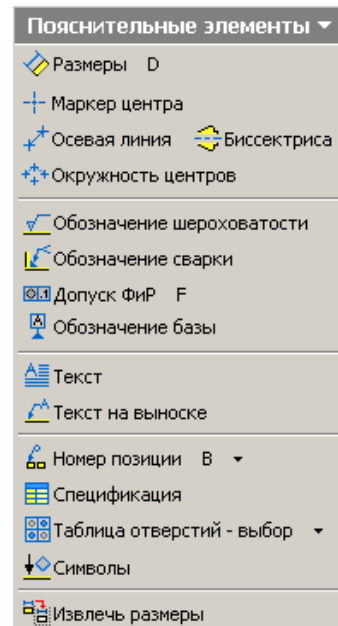 Пояснительные элементы
Размеры D
Маркер центра
Осевая линия Биссектриса
Окружность центров
Обозначение шероховатости
Обозначение сварки
Допуск ФиР F
Обозначение базы
Текст
Текст на выноске
Номер позиции B
Спецификация
Таблица отверстий - выбор
Символы
Извлечь размеры